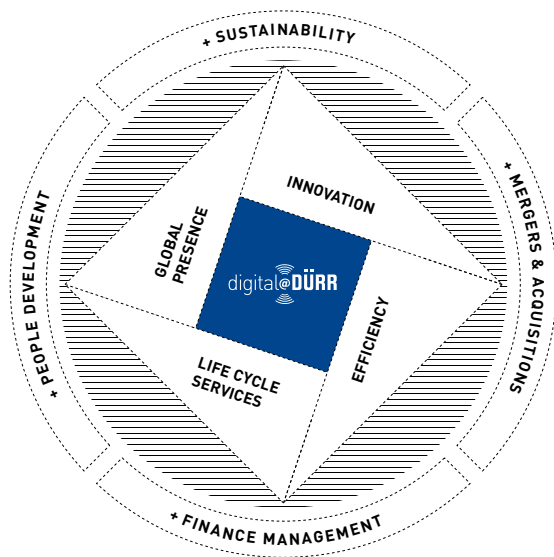 + SUSTAINABILITY
INNOVATION
GLOBAL
PRESENCE
digital@DÜRR
EFFICIENCY
LIFE CYCLE
SERVICES
+ PEOPLE DEVELOPMENT
+ MERGERS & ACQUISITIONS
+ FINANCE MANAGEMENT